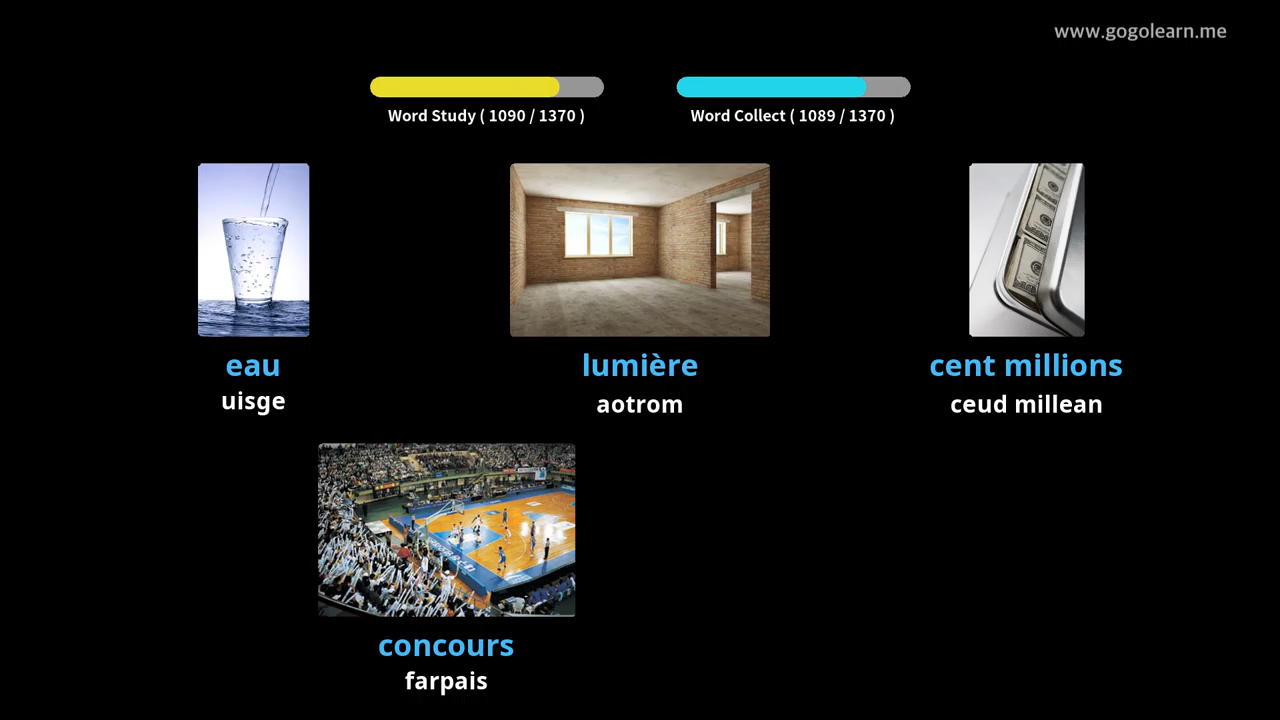 www.gogolearn.me
Word Study ( 1090 / 1370 )
Word Collect ( 1089 / 1370 )
eau
uisge
lumière
aotrom
cent millions
ceud millean
concours
farpais